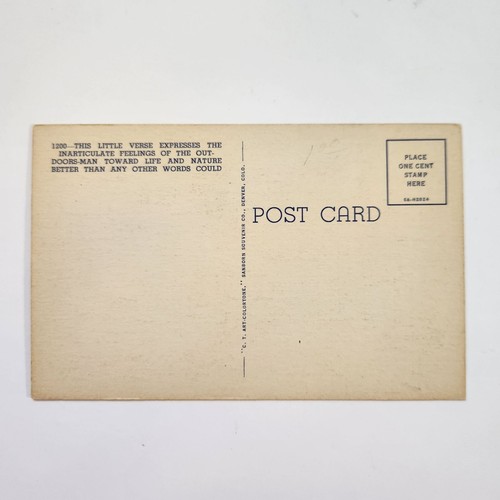 1200—THIS LITTLE VERSE EXPRESSES THE
INARTICULATE FEELINGS OF THE OUT-
DOORS-MAN TOWARD LIFE AND NATURE
BETTER THAN ANY OTHER WORDS COULD
"C. T. ART-COLORTONE," SANBORN SOUVENIR CO., DENVER, COLO.
POST CARD
PLACE
ONE CENT
STAMP
HERE